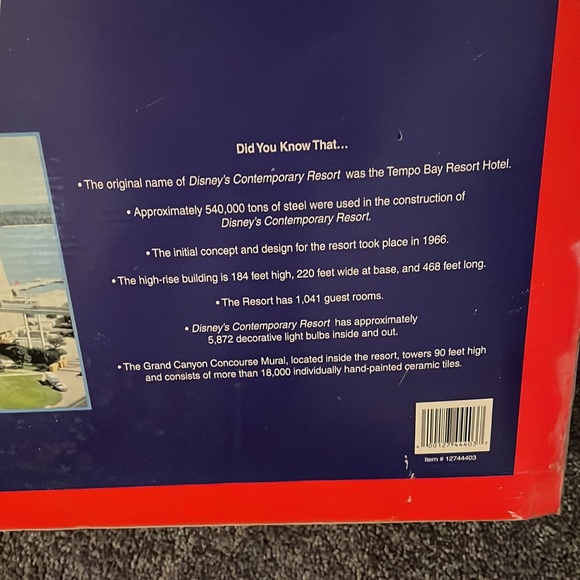 Did You Know That...
• The original name of Disney's Contemporary Resort was the Tempo Bay Resort Hotel.
• Approximately 540,000 tons of steel were used in the construction of
Disney's Contemporary Resort.
• The initial concept and design for the resort took place in 1966.
• The high-rise building is 184 feet high, 220 feet wide at base, and 468 feet long.
• The Resort has 1,041 guest rooms.
• Disney's Contemporary Resort has approximately
5,872 decorative light bulbs inside and out.
• The Grand Canyon Concourse Mural, located inside the resort, towers 90 feet high
and consists of more than 18,000 individually hand-painted ceramic tiles.
Item # 12744403